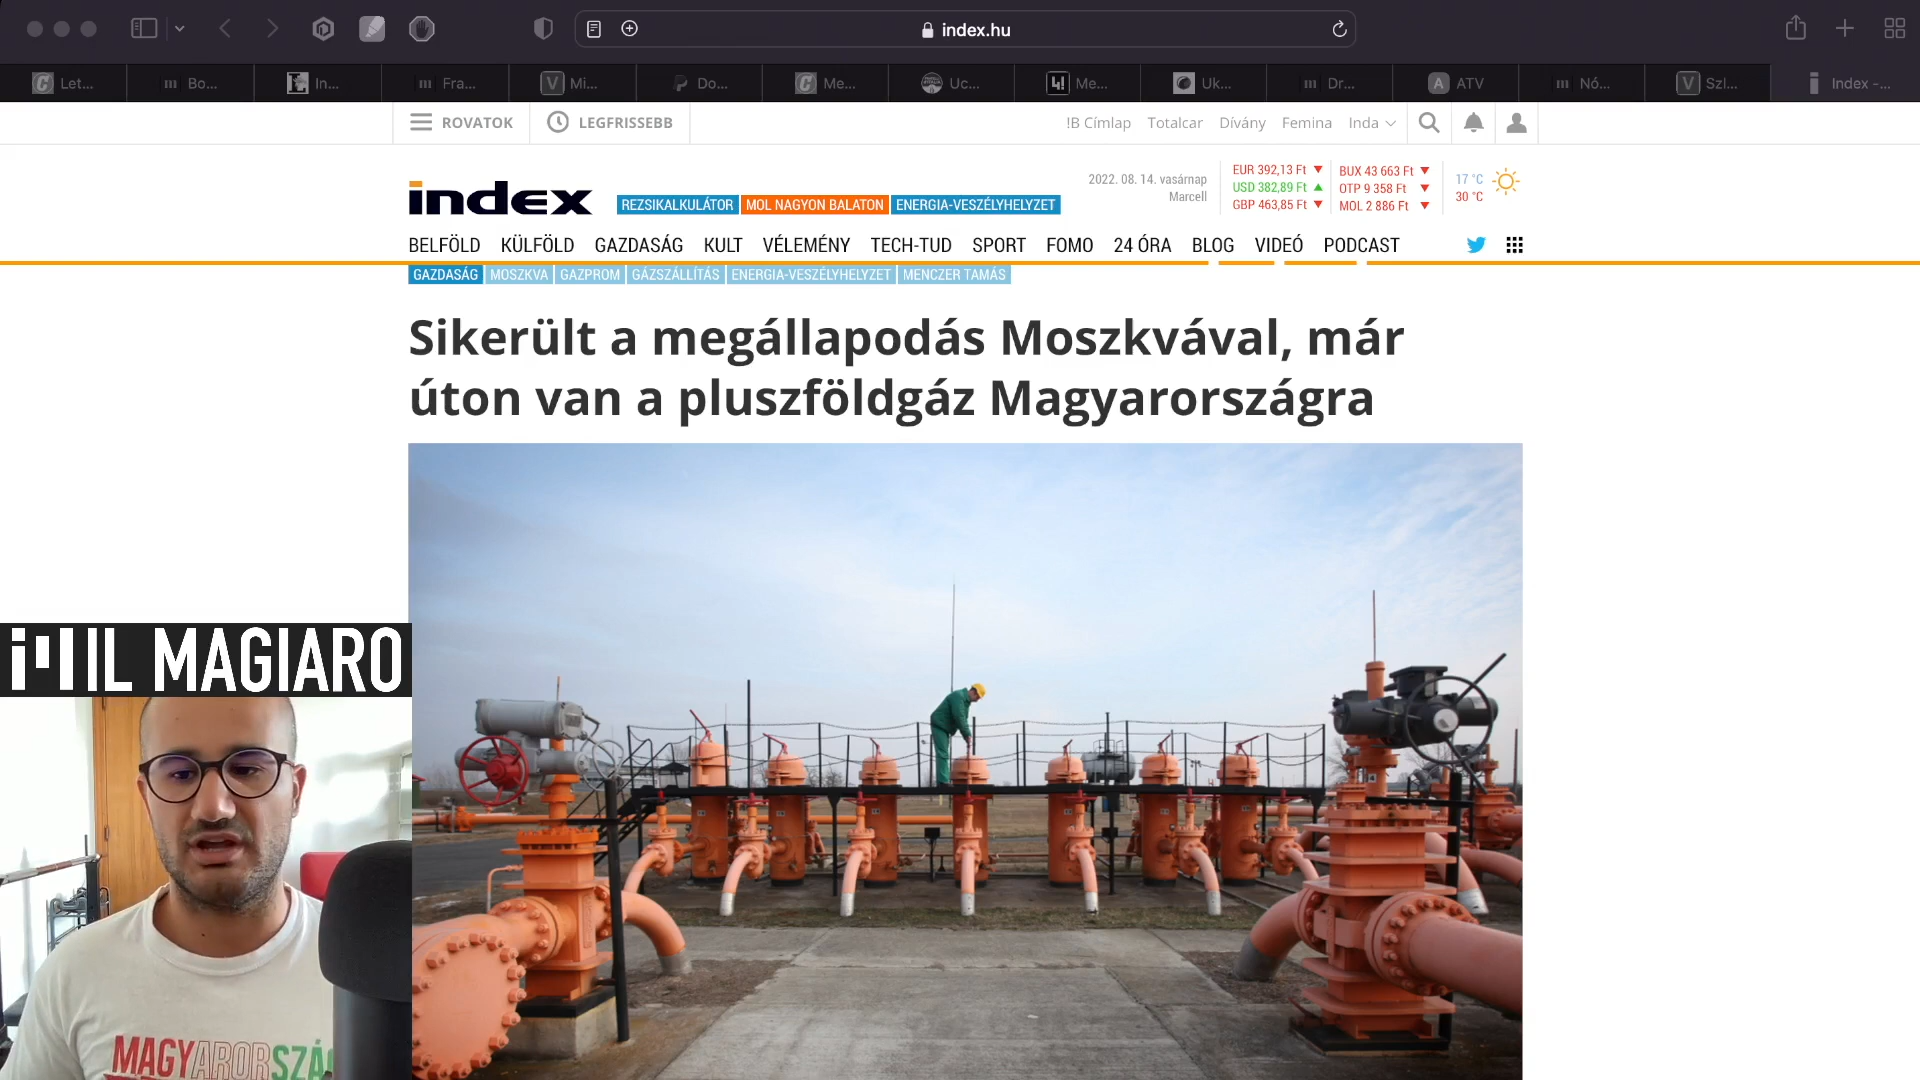 index.hu
Let...
Bo...
In...
Fra...
Mi...
Do...
Me...
Uc...
Me...
Uk...
Dr...
ATV
Nó...
Szl...
Index -...
ROVATOK
LEGFRISSEBB
!B Címlap
Totalcar
Dívány
Femina
Inda
index
REZSIKALKULÁTOR
MOL NAGYON BALATON
ENERGIA-VESZÉLYHELYZET
2022. 08. 14. vasárnap
Marcell
EUR 392,13 Ft
USD 382,89 Ft
GBP 463,85 Ft
BUX 43 663 Ft
OTP 9 358 Ft
MOL 2 886 Ft
17 °C
30 °C
BELFÖLD KÜLFÖLD GAZDASÁG KULT VÉLEMÉNY TECH-TUD SPORT FOMO 24 ÓRA BLOG VIDEÓ PODCAST
GAZDASÁG MOSZKVA GAZPROM GÁZSZÁLLÍTÁS ENERGIA-VESZÉLYHELYZET MENCZER TAMÁS
Sikerült a megállapodás Moszkvával, már
úton van a pluszföldgáz Magyarországra
IL MAGIARO
MAGYARORSZÁG